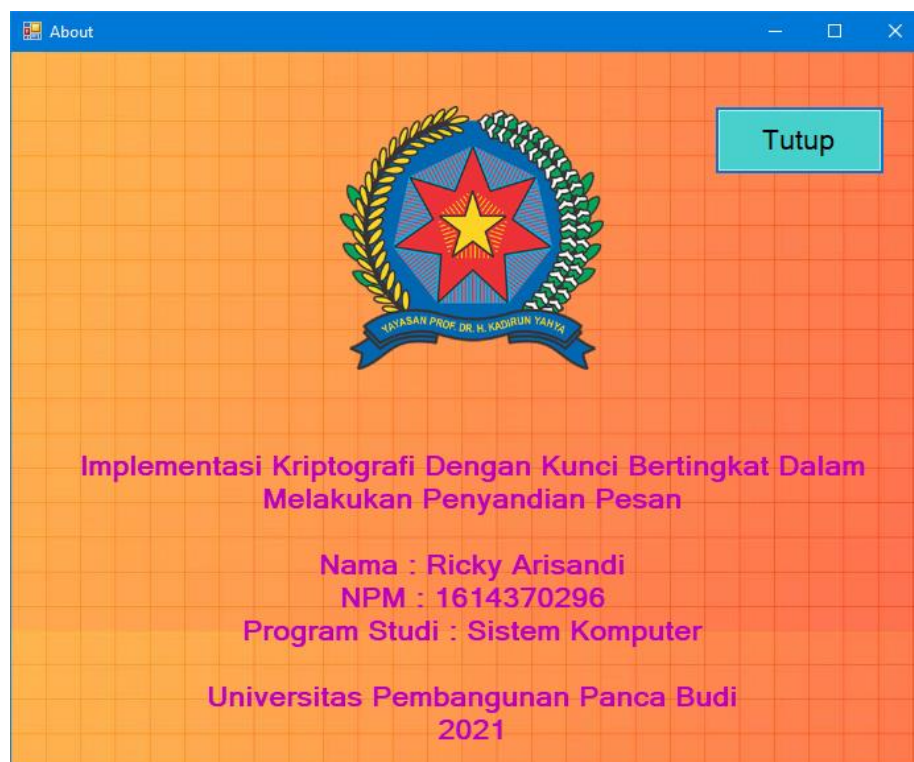 About
Tutup
YAYASAN PROF. DR. H. KADIRUN YAHYA
Implementasi Kriptografi Dengan Kunci Bertingkat Dalam
Melakukan Penyandian Pesan
Nama : Ricky Arisandi
NPM : 1614370296
Program Studi : Sistem Komputer
Universitas Pembangunan Panca Budi
2021